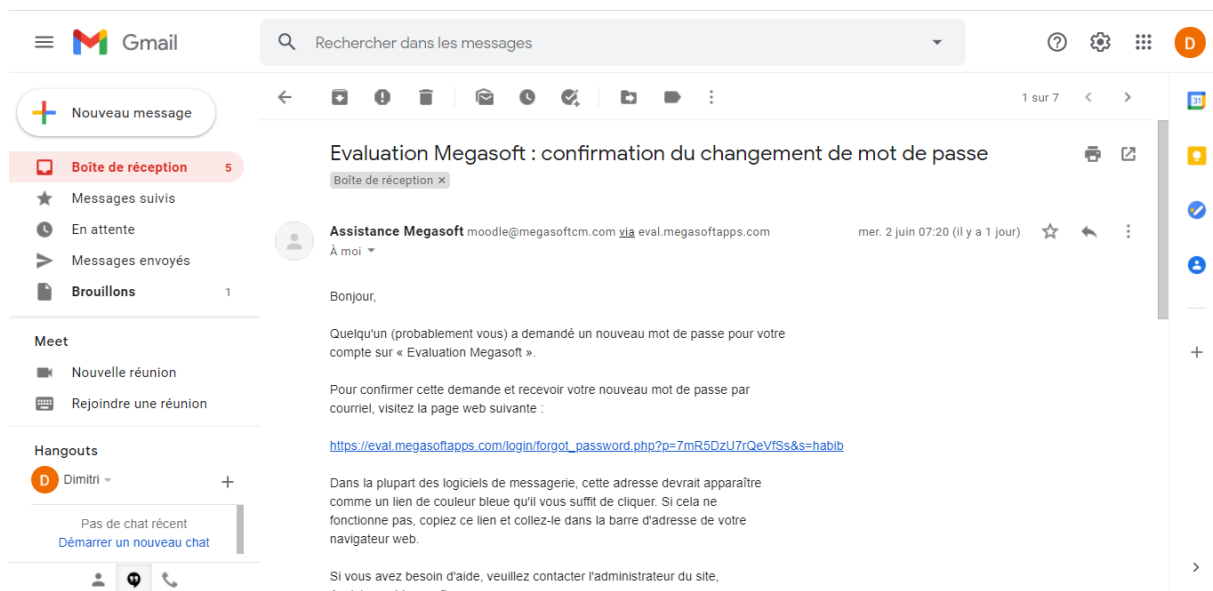 Gmail
Rechercher dans les messages
D
Nouveau message
1 sur 7
31
Boîte de réception 5
Messages suivis
En attente
Messages envoyés
Brouillons 1
Meet
Nouvelle réunion
Rejoindre une réunion
Hangouts
D Dimitri
Pas de chat récent
Démarrer un nouveau chat
Evaluation Megasoft : confirmation du changement de mot de passe
Boîte de réception ×
Assistance Megasoft moodle@megasoftcm.com via eval.megasoftapps.com mer. 2 juin 07:20 (il y a 1 jour)
À moi
Bonjour,
Quelqu'un (probablement vous) a demandé un nouveau mot de passe pour votre
compte sur « Evaluation Megasoft ».
Pour confirmer cette demande et recevoir votre nouveau mot de passe par
courriel, visitez la page web suivante :
https://eval.megasoftapps.com/login/forgot_password.php?p=7mR5DzU7rQeVfSs&s=habib
Dans la plupart des logiciels de messagerie, cette adresse devrait apparaître
comme un lien de couleur bleue qu'il vous suffit de cliquer. Si cela ne
fonctionne pas, copiez ce lien et collez-le dans la barre d'adresse de votre
navigateur web.
Si vous avez besoin d'aide, veuillez contacter l'administrateur du site,